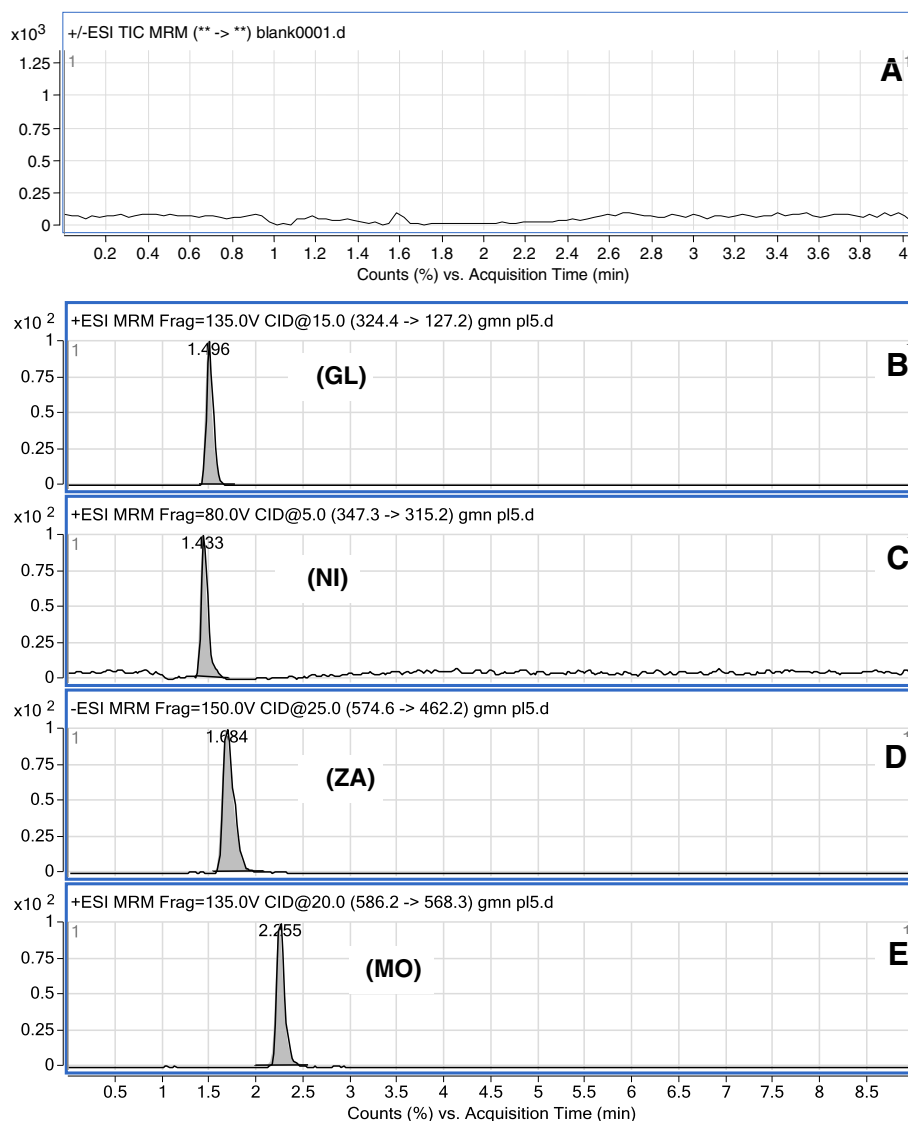 +/-ESI TIC MRM (** -> **) blank0001.d
x10 3
1
1
A
1.25
1
0.75
0.5
0.25
0
0.2 0.4 0.6 0.8 1 1.2 1.4 1.6 1.8 2 2.2 2.4 2.6 2.8 3 3.2 3.4 3.6 3.8 4
Counts (%) vs. Acquisition Time (min)
x10 2
+ESI MRM Frag=135.0V CID@15.0 (324.4 -> 127.2) gmn pl5.d
1
1
1.496
(GL)
B
0.75
0.5
0.25
0
x10 2
+ESI MRM Frag=80.0V CID@5.0 (347.3 -> 315.2) gmn pl5.d
1
1
1.433
(NI)
C
0.75
0.5
0.25
0
x10 2
-ESI MRM Frag=150.0V CID@25.0 (574.6 -> 462.2) gmn pl5.d
1
1
1.684
(ZA)
D
0.75
0.5
0.25
0
x10 2
+ESI MRM Frag=135.0V CID@20.0 (586.2 -> 568.3) gmn pl5.d
1
1
2.255
(MO)
E
0.75
0.5
0.25
0
0.5 1 1.5 2 2.5 3 3.5 4 4.5 5 5.5 6 6.5 7 7.5 8 8.5
Counts (%) vs. Acquisition Time (min)